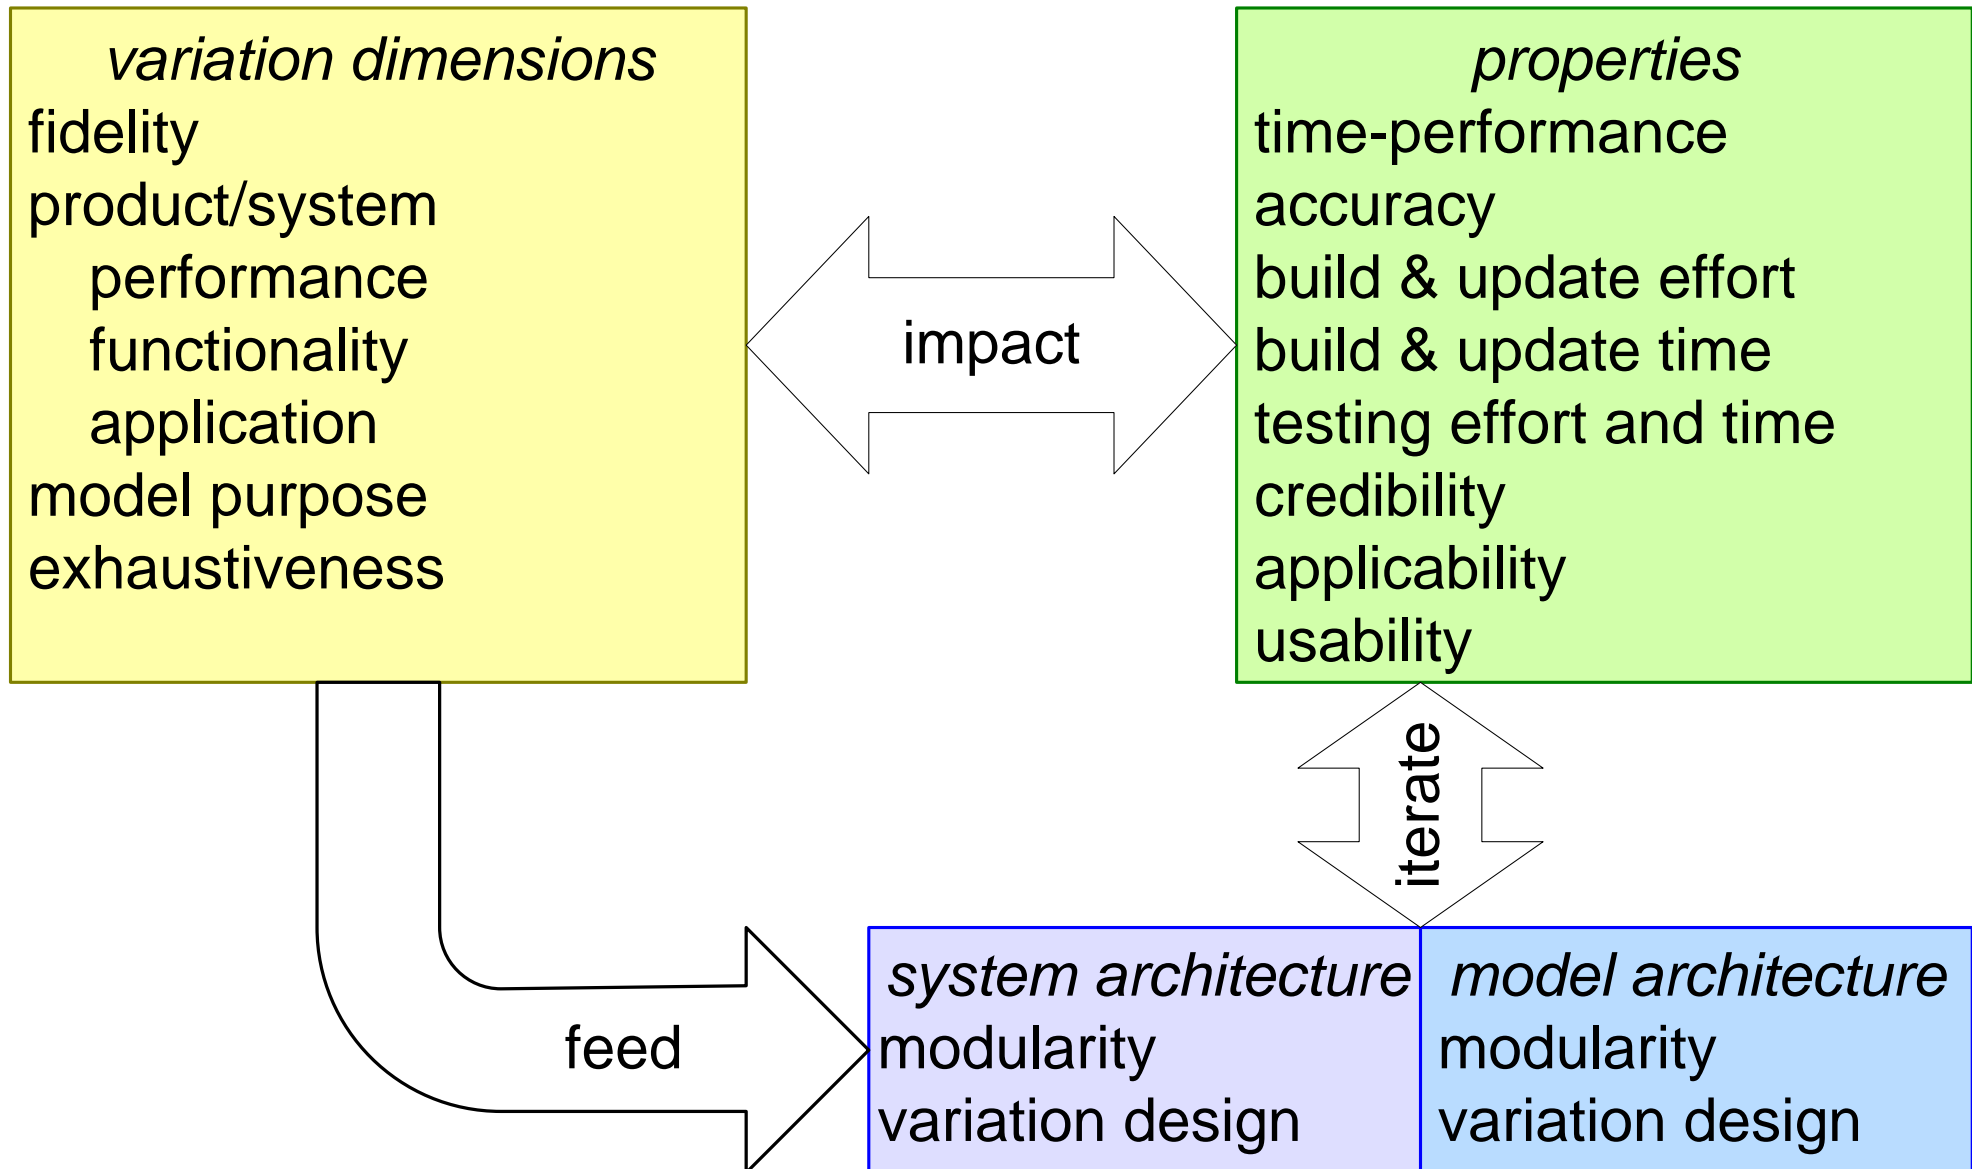 variation dimensions
fidelity
product/system
performance
functionality
application
model purpose
exhaustiveness
impact
properties
time-performance
accuracy
build & update effort
build & update time
testing effort and time
credibility
applicability
usability
iterate
feed
system architecture
modularity
variation design
model architecture
modularity
variation design